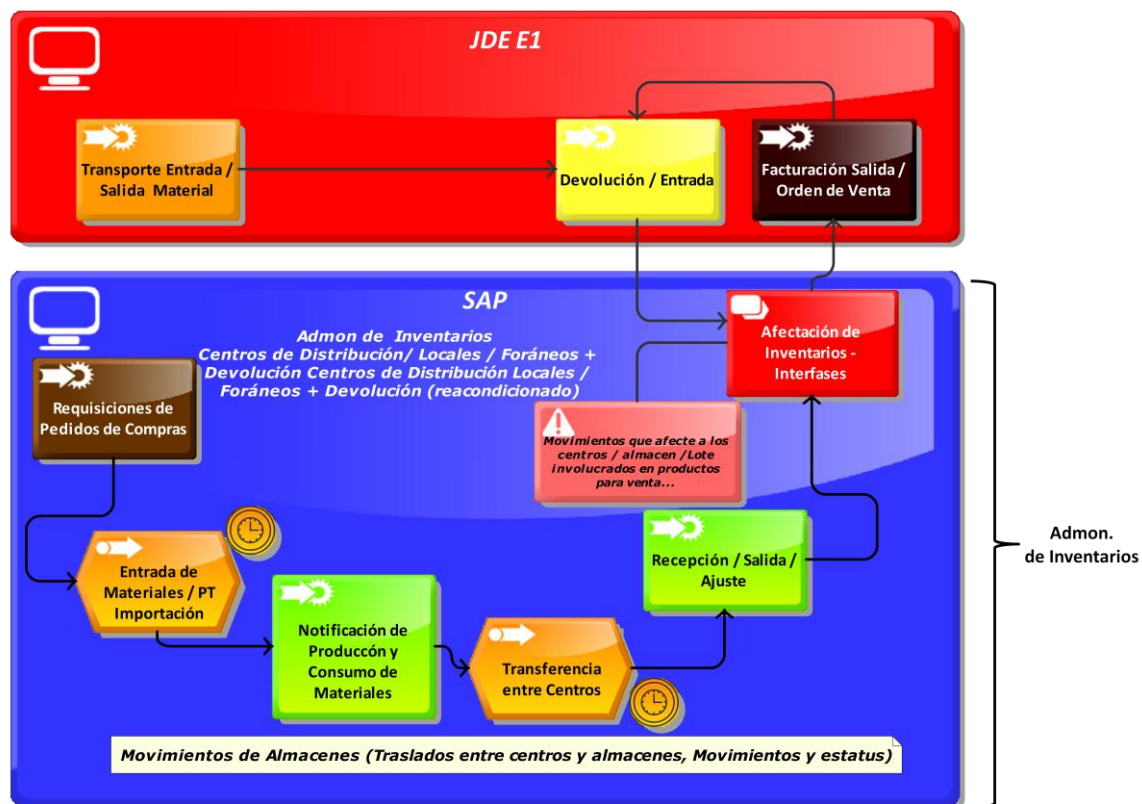 JDE E1
Transporte Entrada /
Salida Material
Devolución / Entrada
Facturación Salida /
Orden de Venta
SAP
Admon de Inventarios
Centros de Distribución/ Locales / Foráneos +
Devolución Centros de Distribución Locales /
Foráneos + Devolución (reacondicionado)
Afectación de
Inventarios -
Interfases
Requisiciones de
Pedidos de Compras
Movimientos que afecte a los
centros / almacen /Lote
involucrados en productos
para venta...
Entrada de
Materiales / PT
Importación
Notificación de
Produccón y
Consumo de
Materiales
Transferencia
entre Centros
Recepción / Salida /
Ajuste
Admon.
de Inventarios
Movimientos de Almacenes (Traslados entre centros y almacenes, Movimientos y estatus)